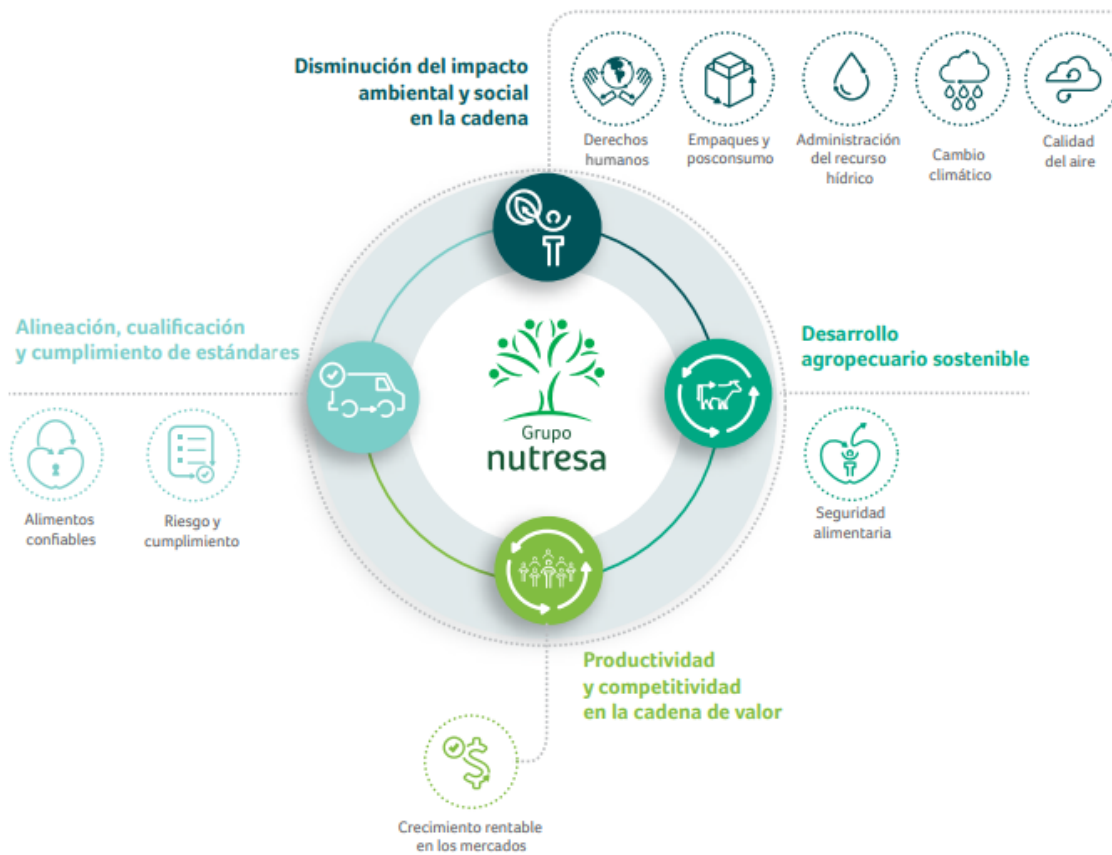 Disminución del impacto
ambiental y social
en la cadena
Derechos
humanos
Empaques y
posconsumo
Administración
del recurso
hídrico
Cambio
climático
Calidad
del aire
Alineación, cualificación
y cumplimiento de estándares
Alimentos
confiables
Riesgo y
cumplimiento
Grupo
nutresa
Desarrollo
agropecuario sostenible
Seguridad
alimentaria
Productividad
y competitividad
en la cadena de valor
Crecimiento rentable
en los mercados